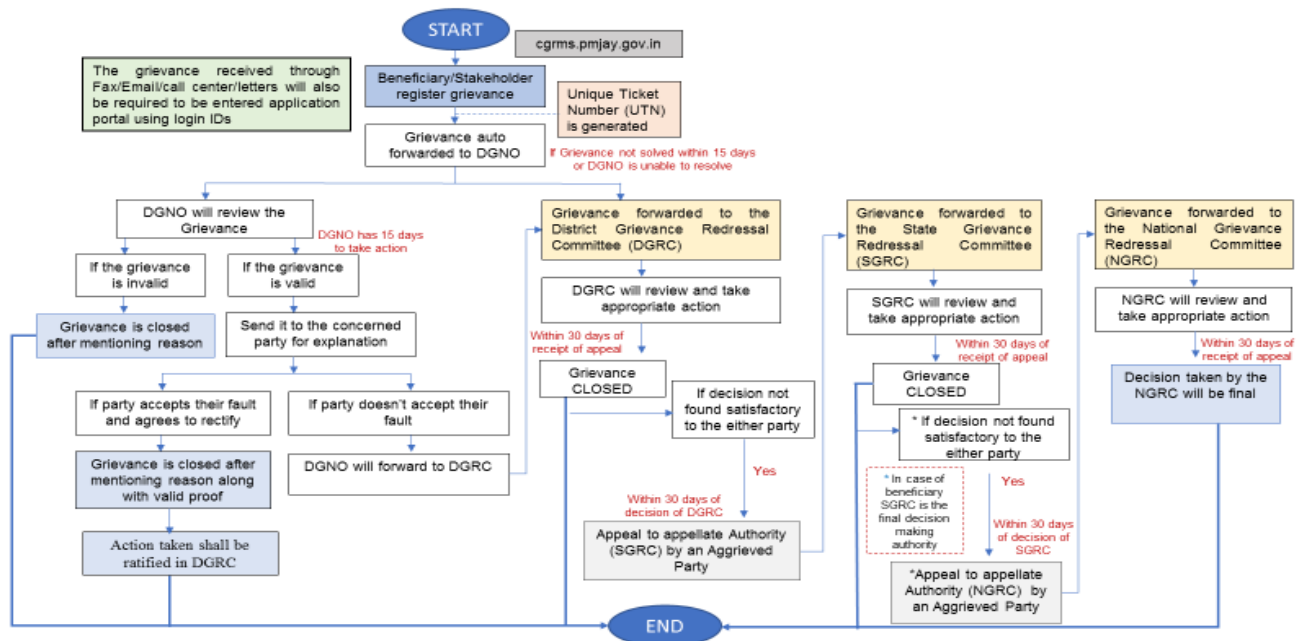 START
cgrms.pmjay.gov.in
The grievance received through
Fax/Email/call center/letters will also
be required to be entered application
portal using login IDs
Beneficiary/Stakeholder
register grievance
Unique Ticket
Number (UTN)
is generated
Grievance auto
forwarded to DGNO
If Grievance not solved within 15 days
or DGNO is unable to resolve
DGNO will review the
Grievance
DGNO has 15 days
to take action
If the grievance
is invalid
If the grievance
is valid
Grievance is closed
after mentioning reason
Send it to the concerned
party for explanation
If party accepts their fault
and agrees to rectify
If party doesn't accept their
fault
Grievance is closed after
mentioning reason along
with valid proof
DGNO will forward to DGRC
Action taken shall be
ratified in DGRC
Grievance forwarded to the
District Grievance Redressal
Committee (DGRC)
DGRC will review and take
appropriate action
Within 30 days of
receipt of appeal
Grievance
CLOSED
If decision not
found satisfactory
to the either party
Yes
Within 30 days of
decision of DGRC
Appeal to appellate Authority
(SGRC) by an Aggrieved
Party
Grievance forwarded to
the State Grievance
Redressal Committee
(SGRC)
SGRC will review and
take appropriate action
Within 30 days
of receipt of appeal
Grievance
CLOSED
* If decision not found
satisfactory to the
either party
* In case of
beneficiary
SGRC is the
final decision
making
authority
Yes
Within 30 days
of decision of
SGRC
*Appeal to appellate
Authority (NGRC) by
an Aggrieved Party
Grievance forwarded to
the National Grievance
Redressal Committee
(NGRC)
NGRC will review and
take appropriate action
Within 30 days
of receipt of appeal
Decision taken by the
NGRC will be final
END